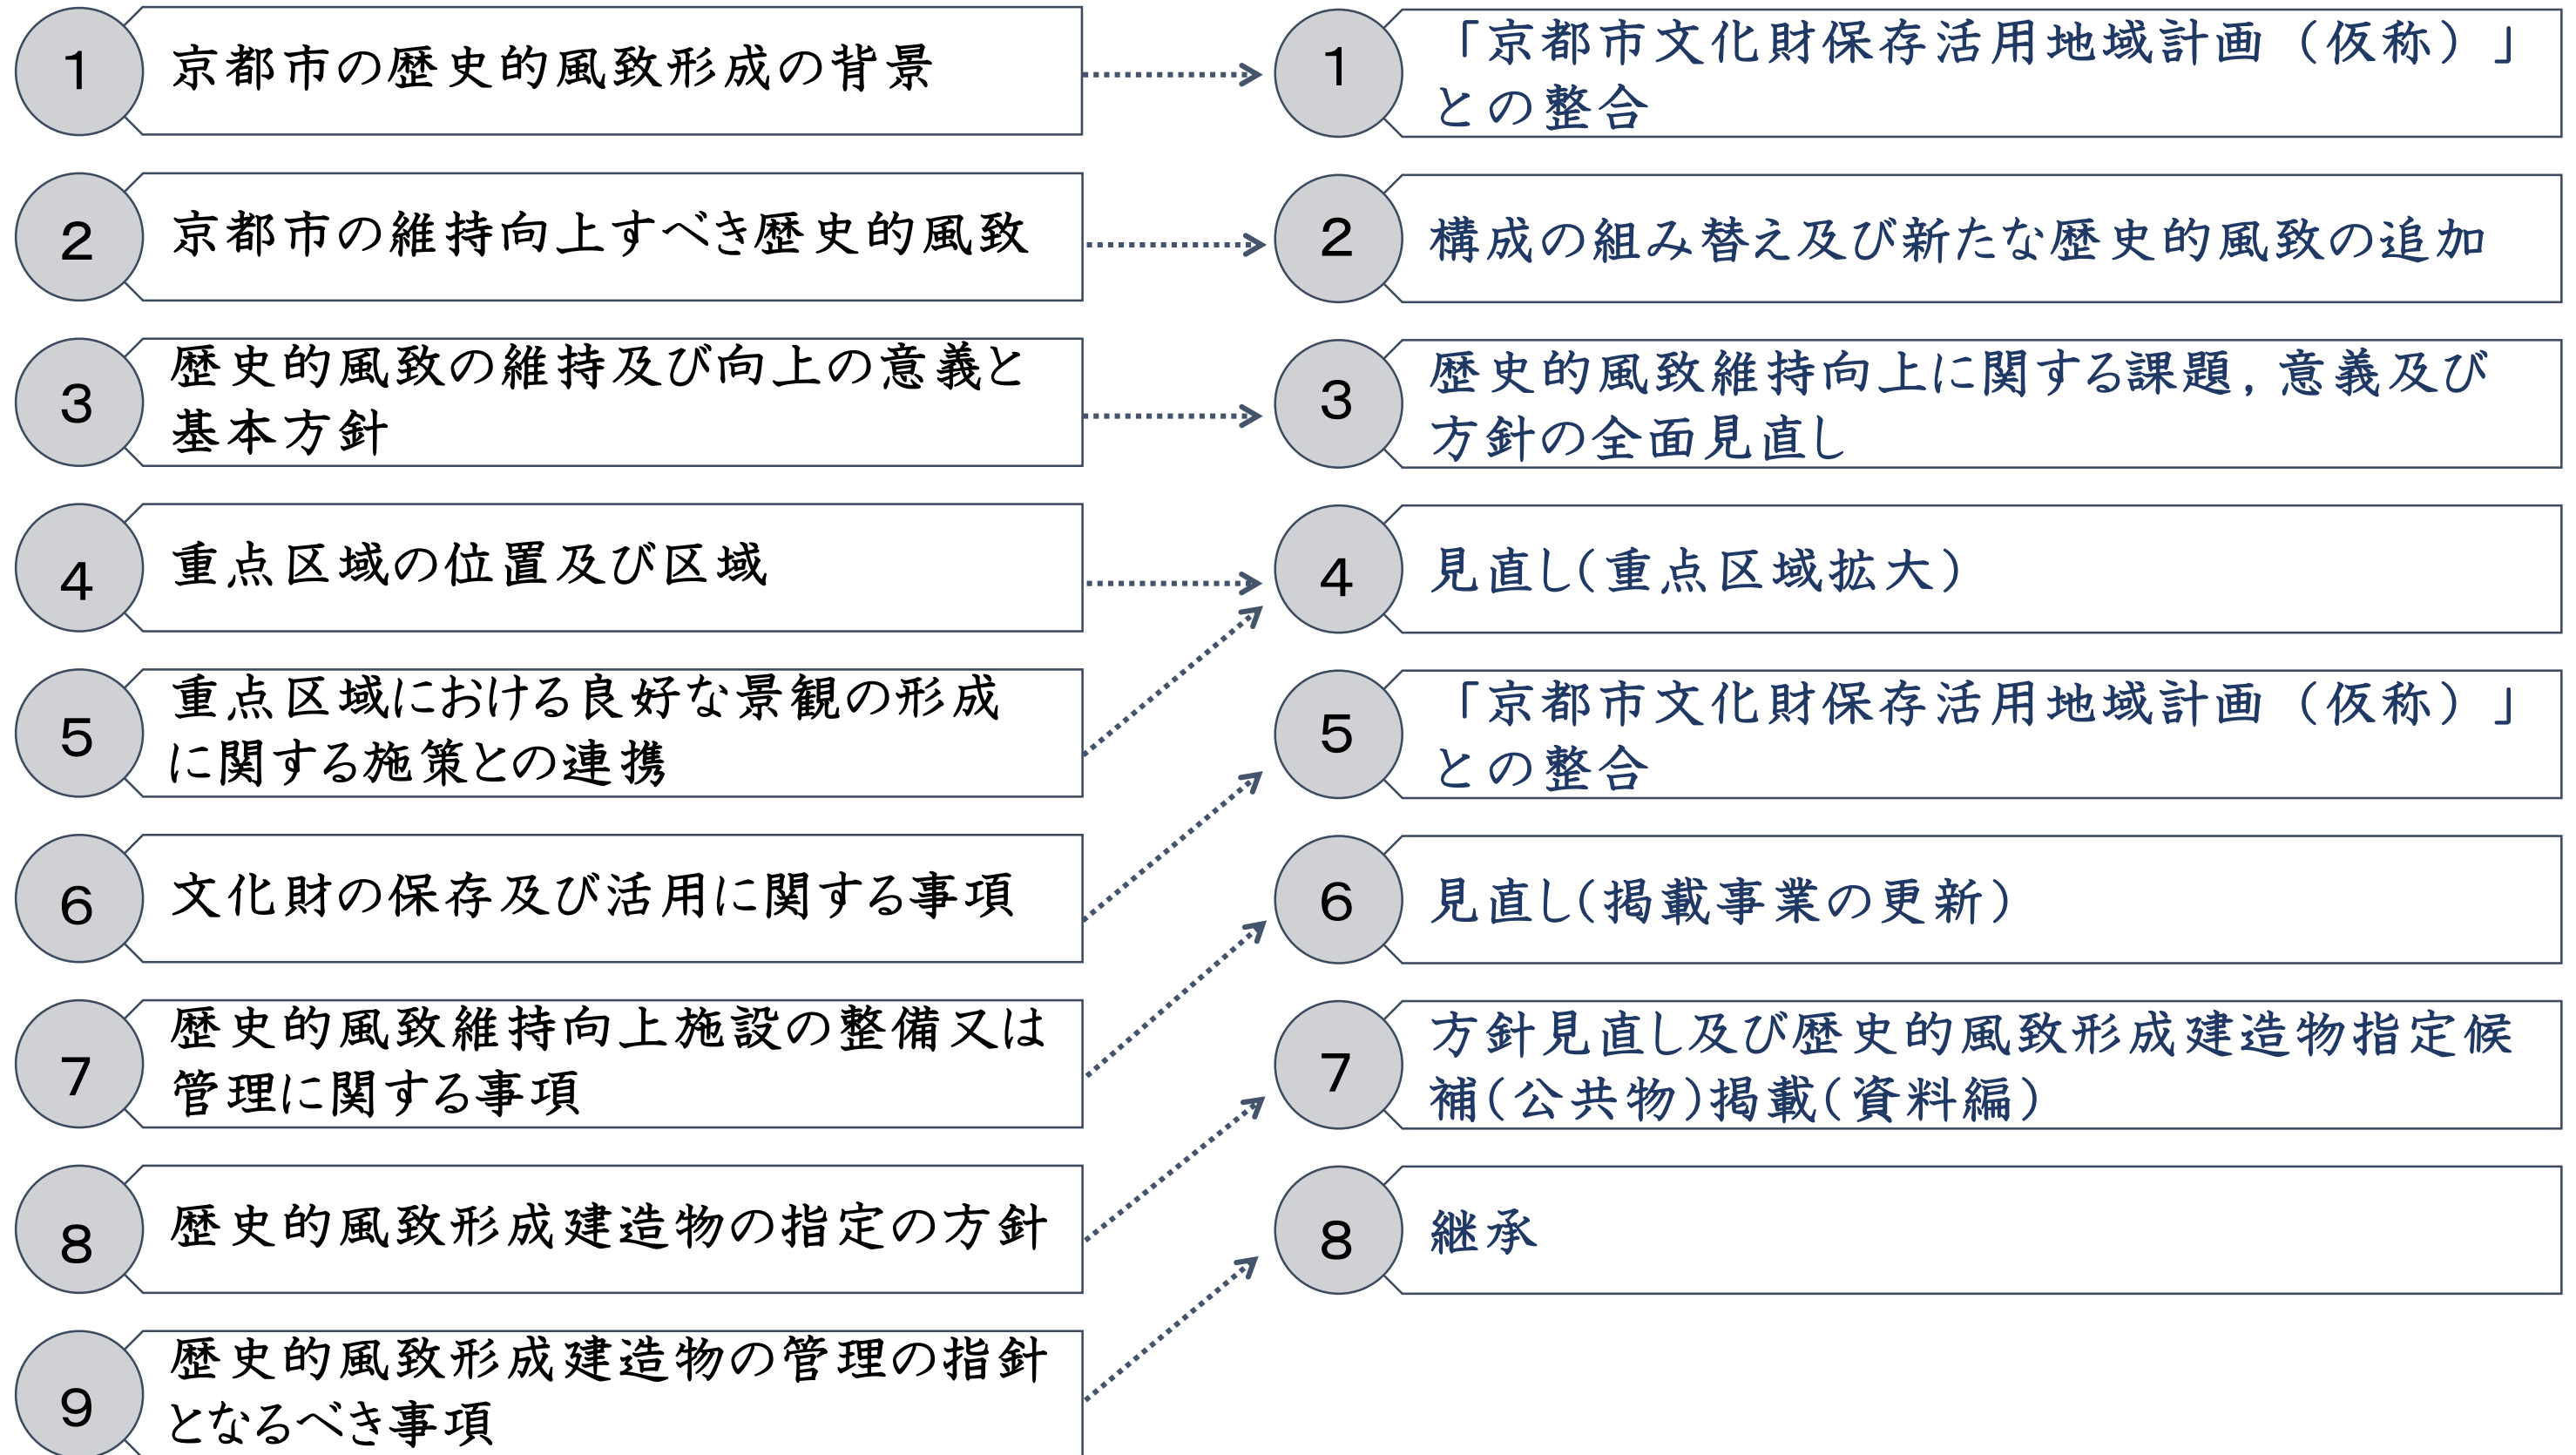 1
京都市の歴史的風致形成の背景
2
京都市の維持向上すべき歴史的風致
3
歴史的風致の維持及び向上の意義と
基本方針
4
重点区域の位置及び区域
5
重点区域における良好な景観の形成
に関する施策との連携
6
文化財の保存及び活用に関する事項
7
歴史的風致維持向上施設の整備又は
管理に関する事項
8
歴史的風致形成建造物の指定の方針
9
歴史的風致形成建造物の管理の指針
となるべき事項
1
「京都市文化財保存活用地域計画（仮称）」
との整合
2
構成の組み替え及び新たな歴史的風致の追加
3
歴史的風致維持向上に関する課題，意義及び
方針の全面見直し
4
見直し（重点区域拡大）
5
「京都市文化財保存活用地域計画（仮称）」
との整合
6
見直し（掲載事業の更新）
7
方針見直し及び歴史的風致形成建造物指定候
補（公共物）掲載（資料編）
8
継承